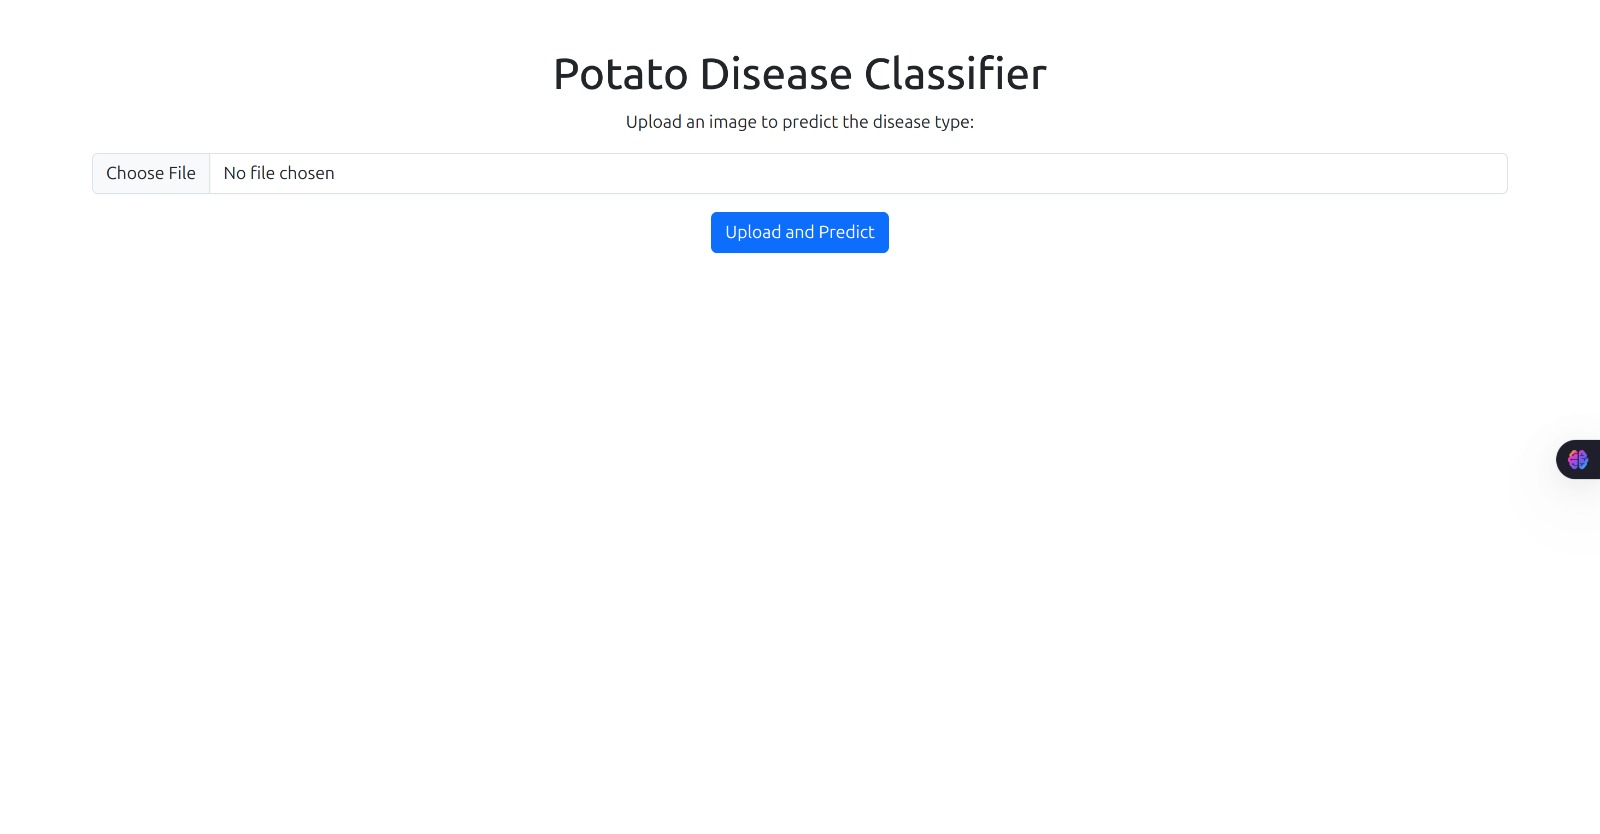 Potato Disease Classifier
Upload an image to predict the disease type:
Choose File No file chosen
Upload and Predict